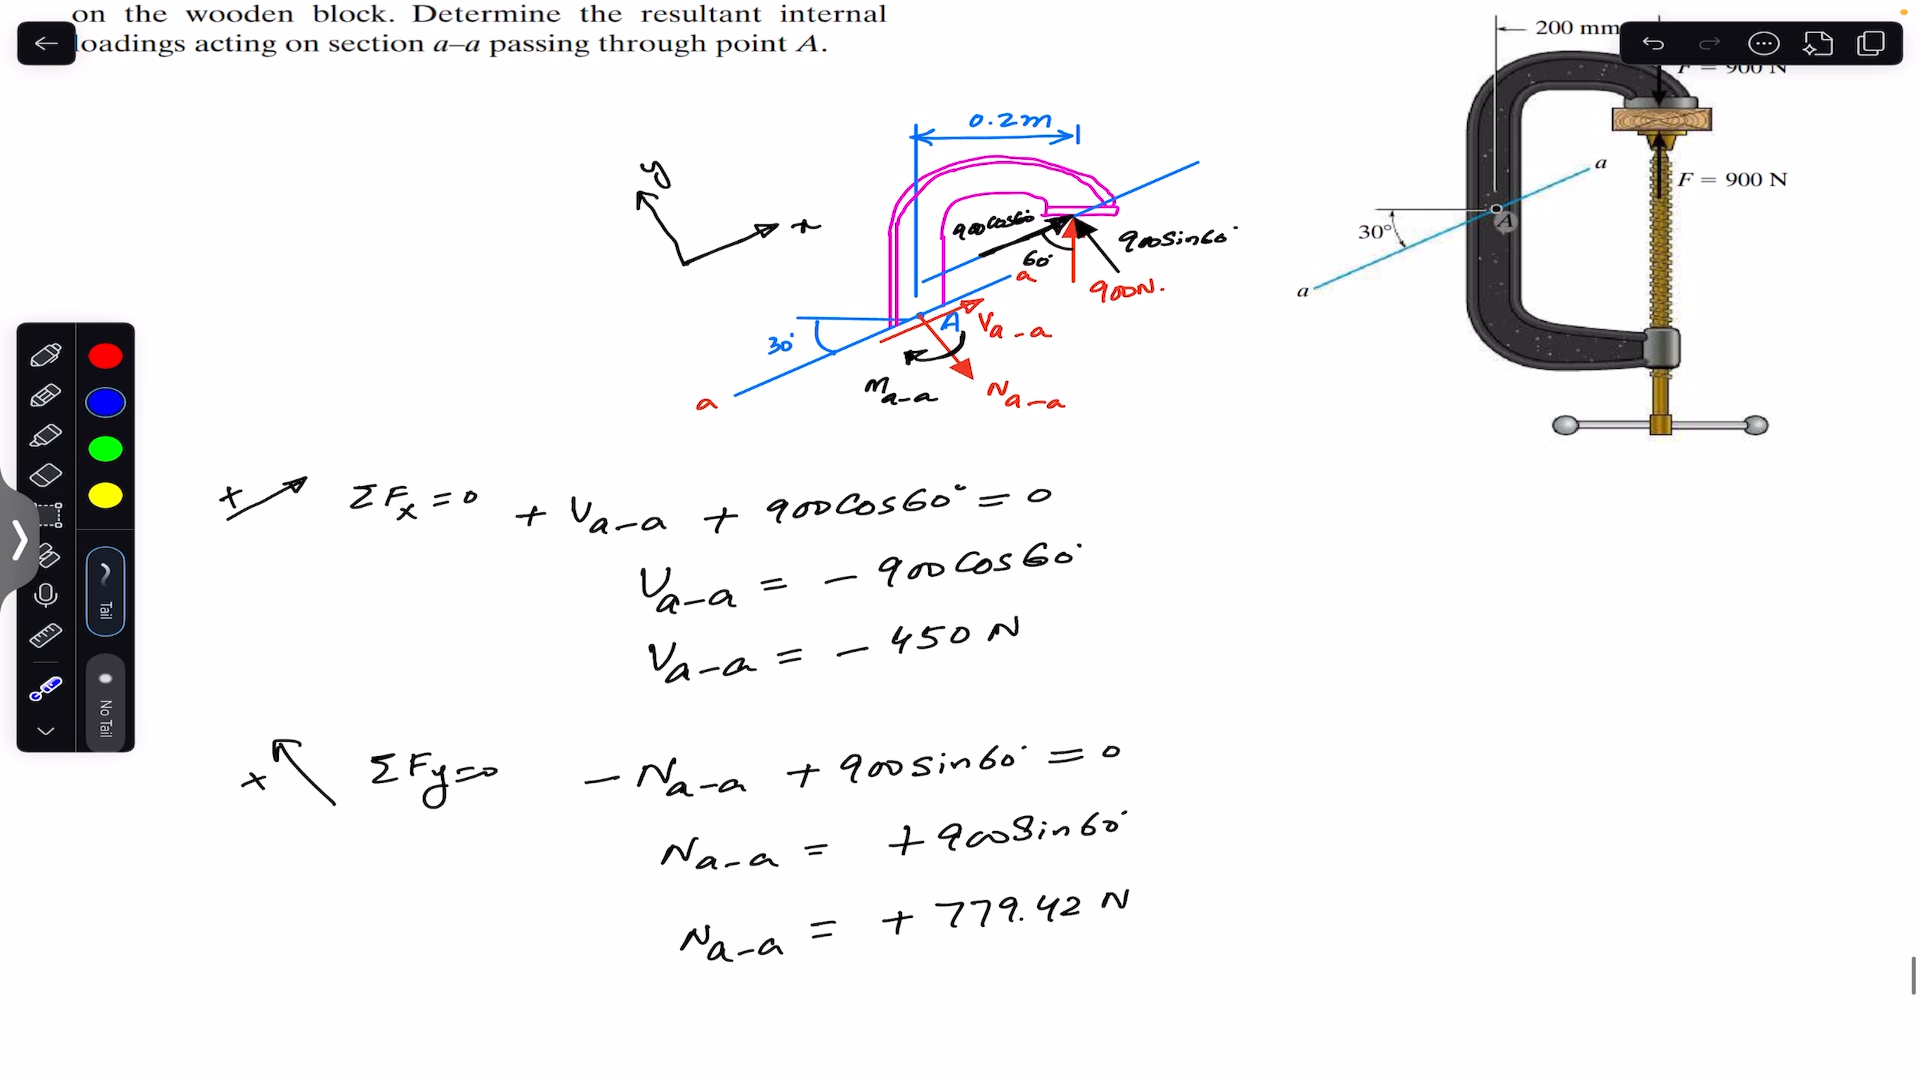 on the wooden block. Determine the resultant internal
loadings acting on section a–a passing through point A.
200 mm
F = 900 N
F = 900 N
a
A
30°
a
0.2m
y
x
900cos60°
900sin60°
60°
a
900N.
A
Va-a
30°
Ma-a
Na-a
a
+ ΣFx=0 + Va-a + 900cos60° = 0
Va-a = - 900cos60°
Va-a = - 450 N
+ ΣFy=0 - Na-a + 900sin60° = 0
Na-a = + 900sin60°
Na-a = + 779.42 N
Tail
No Tail